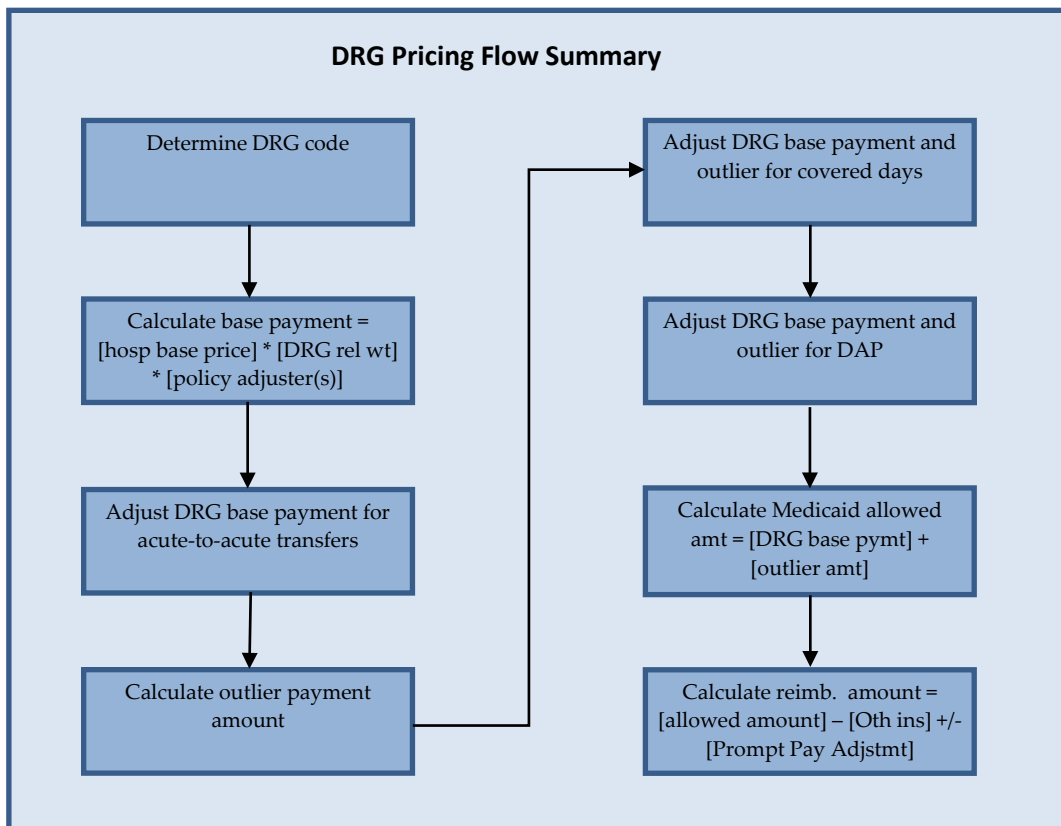 DRG Pricing Flow Summary
Determine DRG code
Calculate base payment =
[hosp base price] * [DRG rel wt]
* [policy adjuster(s)]
Adjust DRG base payment for
acute-to-acute transfers
Calculate outlier payment
amount
Adjust DRG base payment and
outlier for covered days
Adjust DRG base payment and
outlier for DAP
Calculate Medicaid allowed
amt = [DRG base pymt] +
[outlier amt]
Calculate reimb.  amount =
[allowed amount] – [Oth ins] +/-
[Prompt Pay Adjstmt]